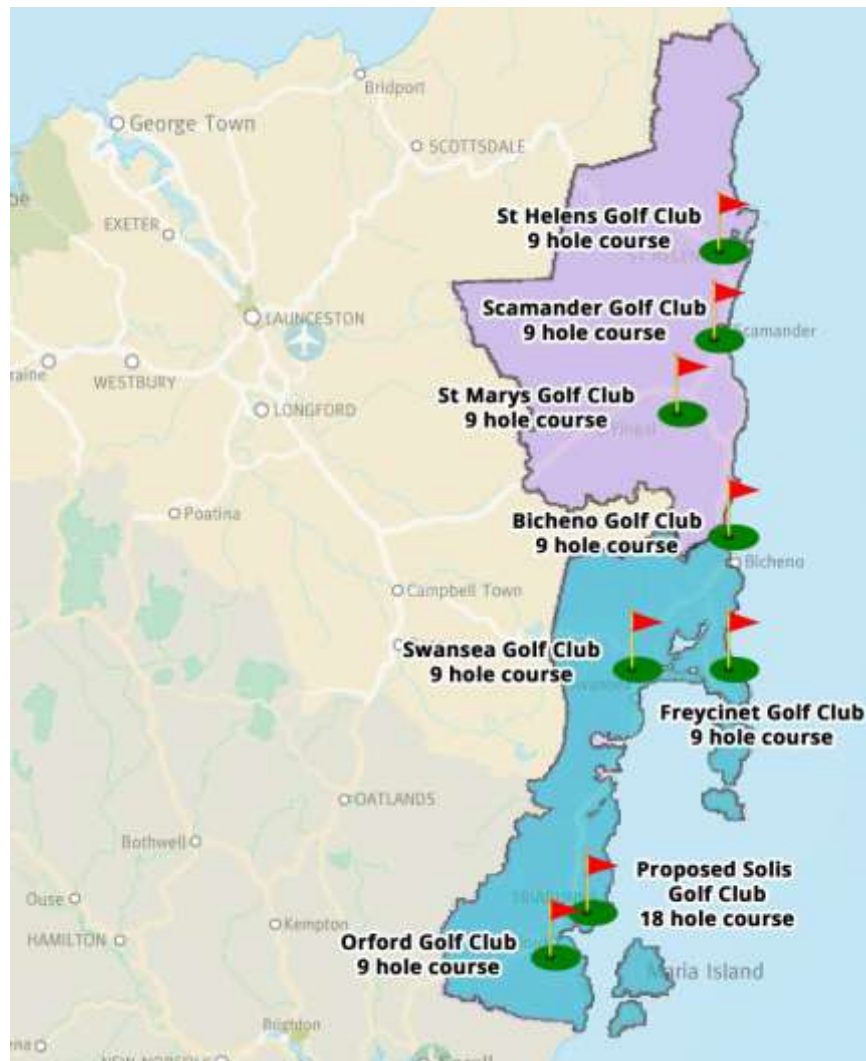 Bridport
George Town
SCOTTSDALE
EXETER
St Helens Golf Club
9 hole course
LAUNCESTON
Scamander Golf Club
9 hole course
Scamander
WESTBURY
St Marys Golf Club
9 hole course
LONGFORD
Poatina
Bicheno Golf Club
9 hole course
Bicheno
Campbell Town
Swansea Golf Club
9 hole course
Freycinet Golf Club
9 hole course
OATLANDS
Bothwell
Proposed Solis
Golf Club
18 hole course
Ouse
Kempton
HAMILTON
Orford Golf Club
9 hole course
Maria Island
Brighton